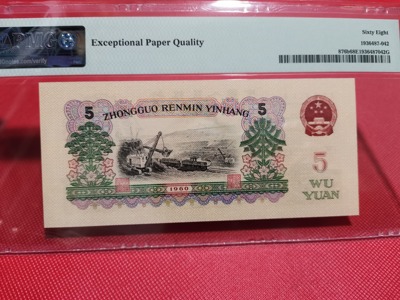 Exceptional Paper Quality
Sixty Eight
1936487-042
ZHONGGUO RENMIN YINHANG
5
5
5
WU
YUAN
1960